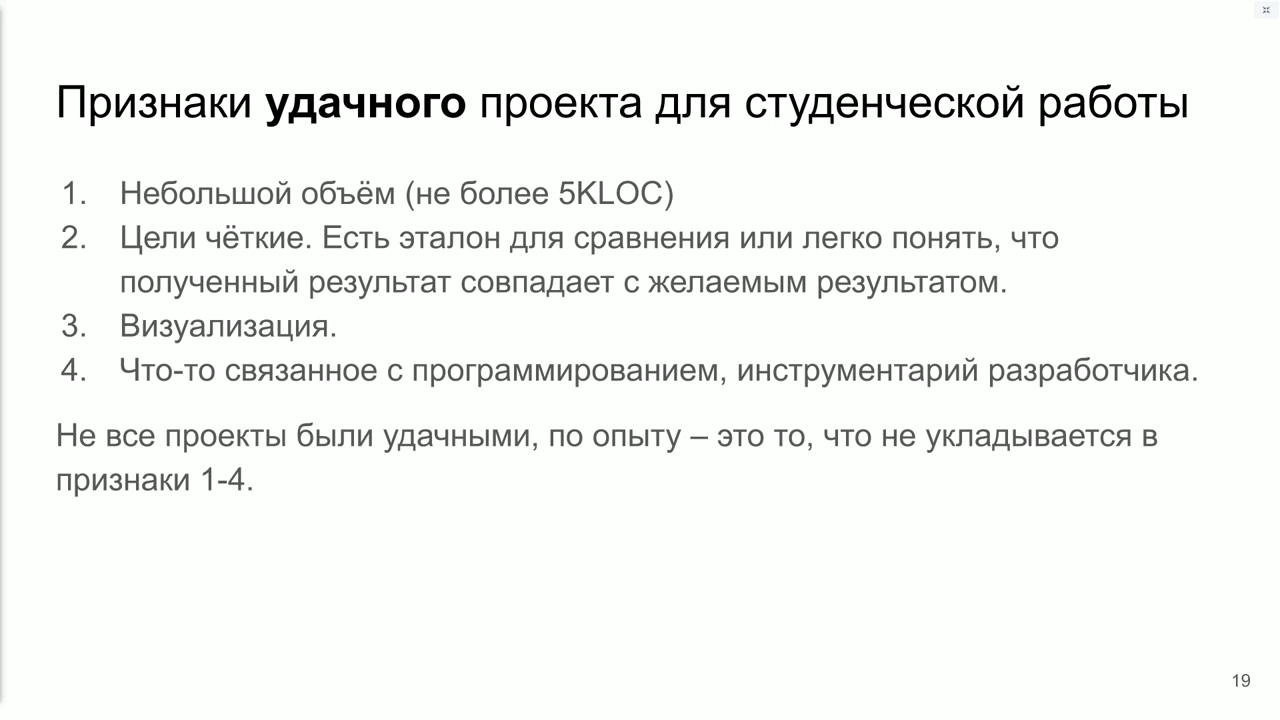 Признаки удачного проекта для студенческой работы
1. Небольшой объём (не более 5KLOC)
2. Цели чёткие. Есть эталон для сравнения или легко понять, что
полученный результат совпадает с желаемым результатом.
3. Визуализация.
4. Что-то связанное с программированием, инструментарий разработчика.
Не все проекты были удачными, по опыту – это то, что не укладывается в
признаки 1-4.
19